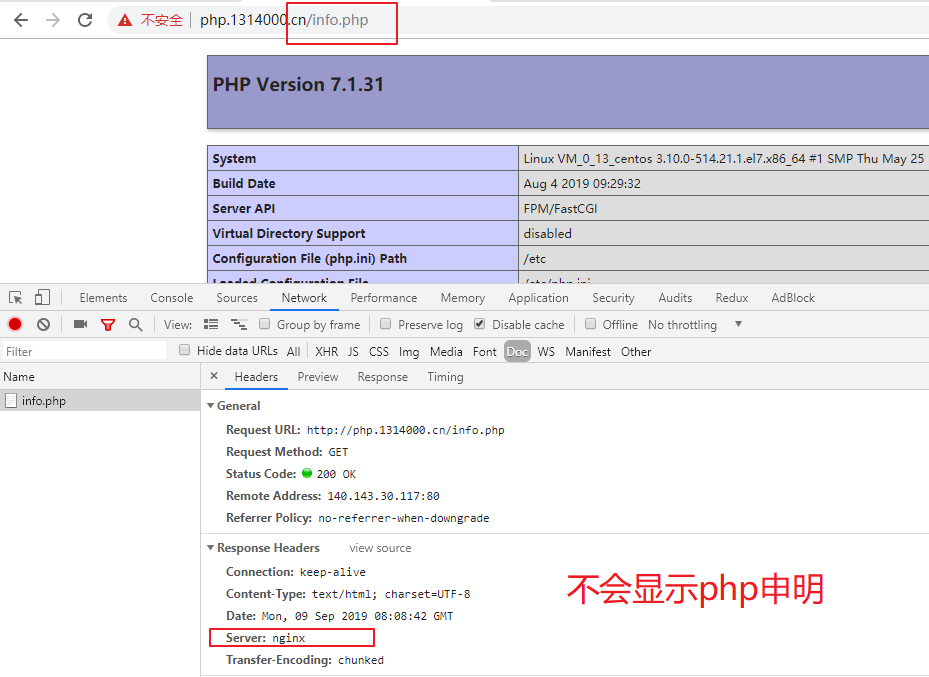 不安全 php.1314000.cn/info.php
PHP Version 7.1.31
System Linux VM_0_13_centos 3.10.0-514.21.1.el7.x86_64 #1 SMP Thu May 25
Build Date Aug 4 2019 09:29:32
Server API FPM/FastCGI
Virtual Directory Support disabled
Configuration File (php.ini) Path /etc
Loaded Configuration File /etc/php.ini
Elements Console Sources Network Performance Memory Application Security Audits Redux AdBlock
View: Group by frame Preserve log Disable cache Offline No throttling
Filter Hide data URLs All XHR JS CSS Img Media Font Doc WS Manifest Other
Name × Headers Preview Response Timing
info.php
General
Request URL: http://php.1314000.cn/info.php
Request Method: GET
Status Code: 200 OK
Remote Address: 140.143.30.117:80
Referrer Policy: no-referrer-when-downgrade
Response Headers view source
Connection: keep-alive
Content-Type: text/html; charset=UTF-8
不会显示php申明
Date: Mon, 09 Sep 2019 08:08:42 GMT
Server: nginx
Transfer-Encoding: chunked